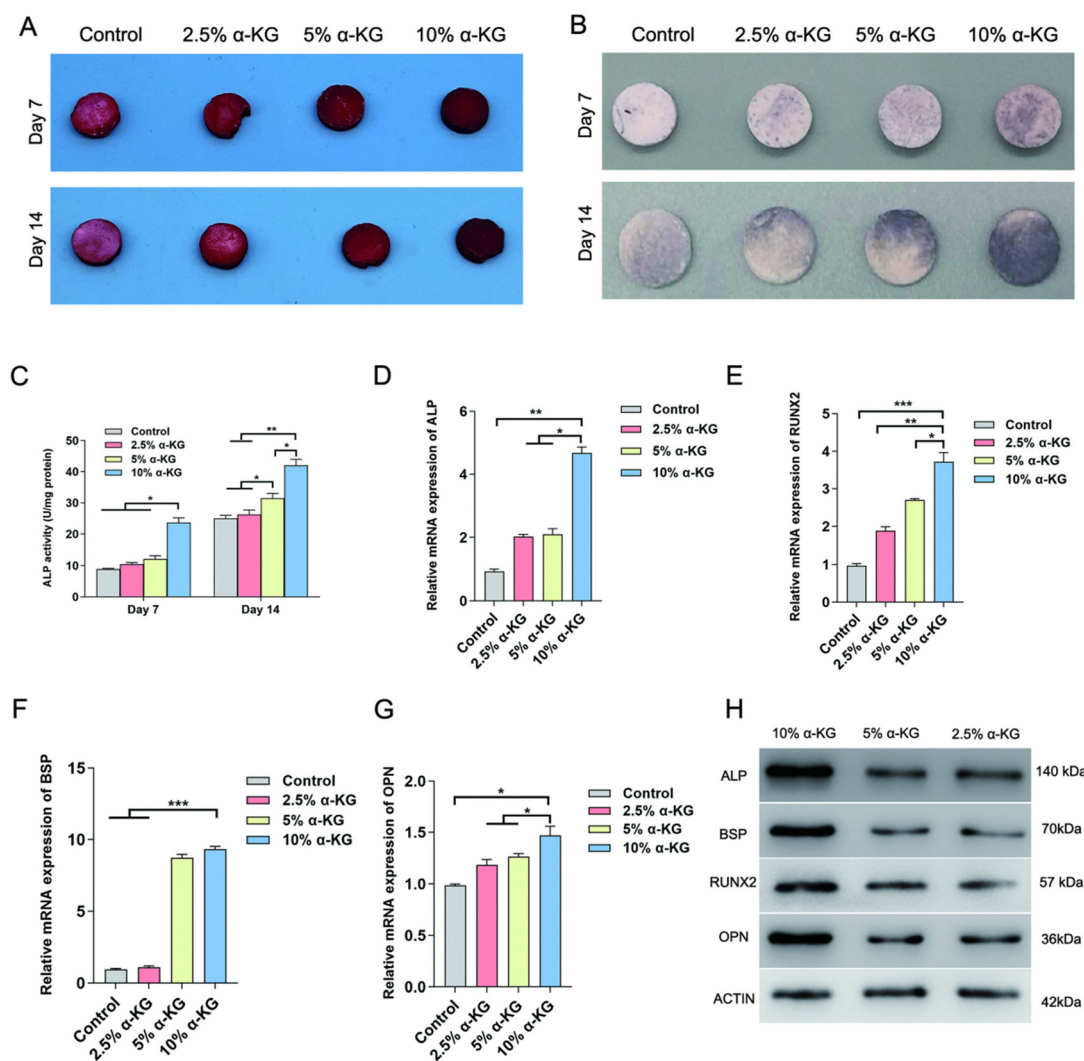 A
Control 2.5% α-KG 5% α-KG 10% α-KG
Day 7
Day 14
B
Control 2.5% α-KG 5% α-KG 10% α-KG
Day 7
Day 14
C
ALP activity (U/mg protein)
50
40
30
20
10
0
Control
2.5% α-KG
5% α-KG
10% α-KG
*
*
**
*
Day 7 Day 14
D
Relative mRNA expression of ALP
6
4
2
0
**
*
Control
2.5% α-KG
5% α-KG
10% α-KG
Control 2.5% α-KG 5% α-KG 10% α-KG
E
Relative mRNA expression of RUNX2
5
4
3
2
1
0
***
**
*
Control
2.5% α-KG
5% α-KG
10% α-KG
Control 2.5% α-KG 5% α-KG 10% α-KG
F
Relative mRNA expression of BSP
15
10
5
0
***
Control
2.5% α-KG
5% α-KG
10% α-KG
Control 2.5% α-KG 5% α-KG 10% α-KG
G
Relative mRNA expression of OPN
1.5
2.0
1.0
0.5
0.0
*
*
Control
2.5% α-KG
5% α-KG
10% α-KG
Control 2.5% α-KG 5% α-KG 10% α-KG
H
10% α-KG 5% α-KG 2.5% α-KG
ALP 140 kDa
BSP 70kDa
RUNX2 57 kDa
OPN 36kDa
ACTIN 42kDa